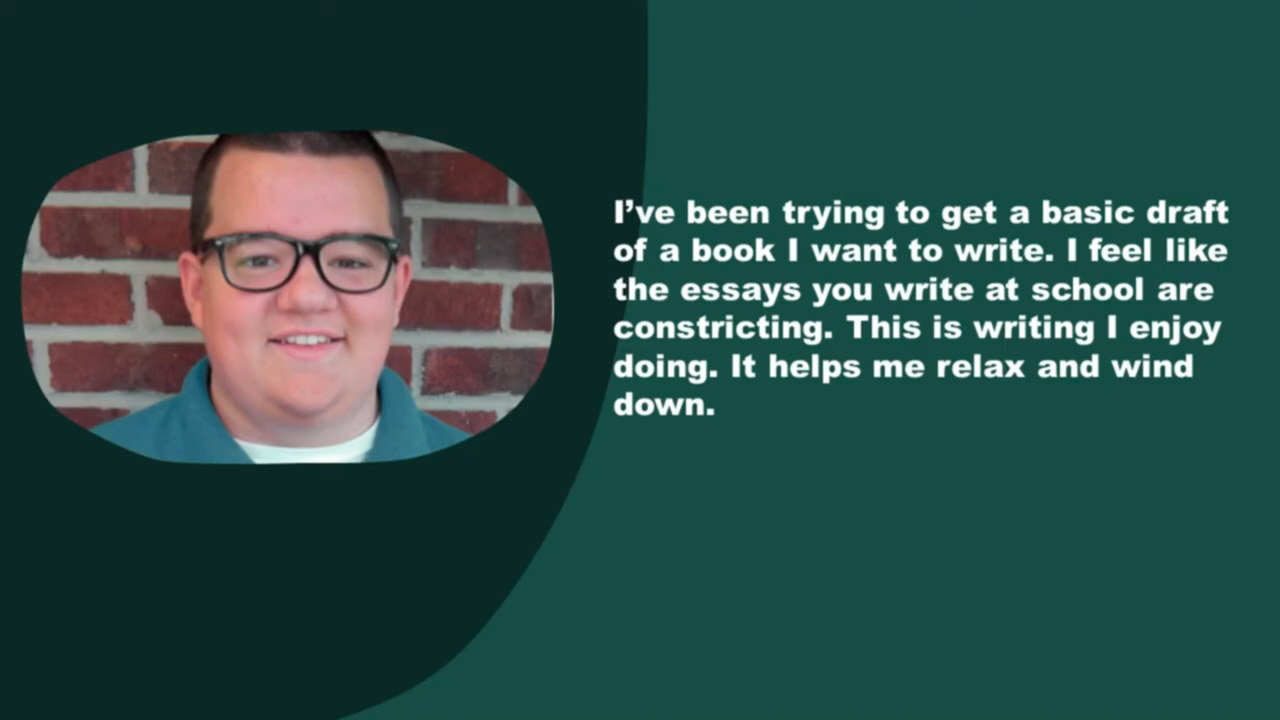 I’ve been trying to get a basic draft
of a book I want to write. I feel like
the essays you write at school are
constricting. This is writing I enjoy
doing. It helps me relax and wind
down.